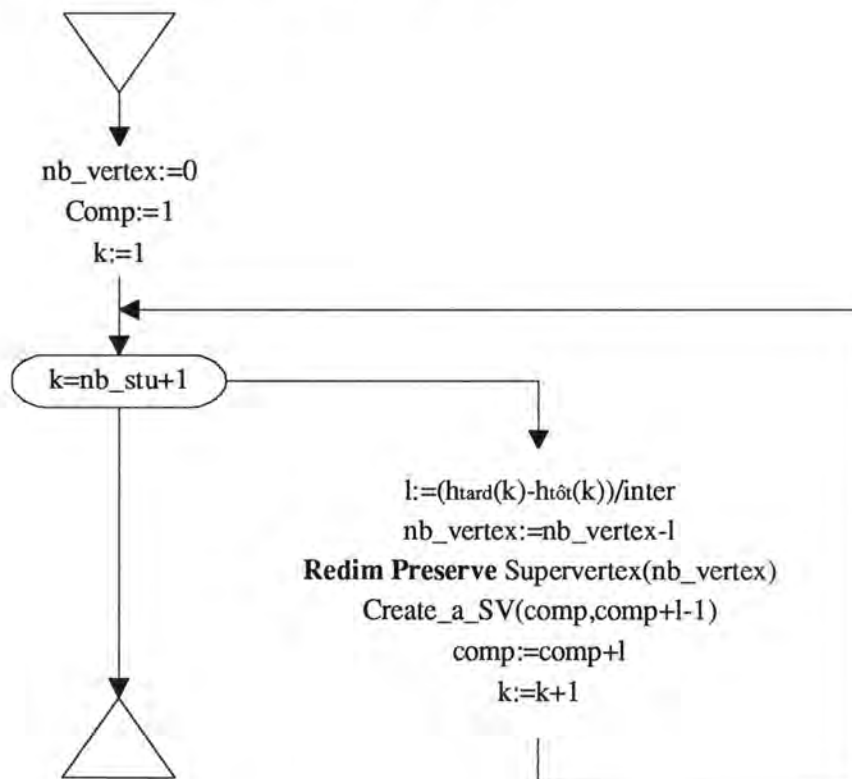 nb_vertex:=0
Comp:=1
k:=1
k=nb_stu+1
l:=(htard(k)-htôt(k))/inter
nb_vertex:=nb_vertex-l
Redim Preserve Supervertex(nb_vertex)
Create_a_SV(comp,comp+l-1)
comp:=comp+l
k:=k+1